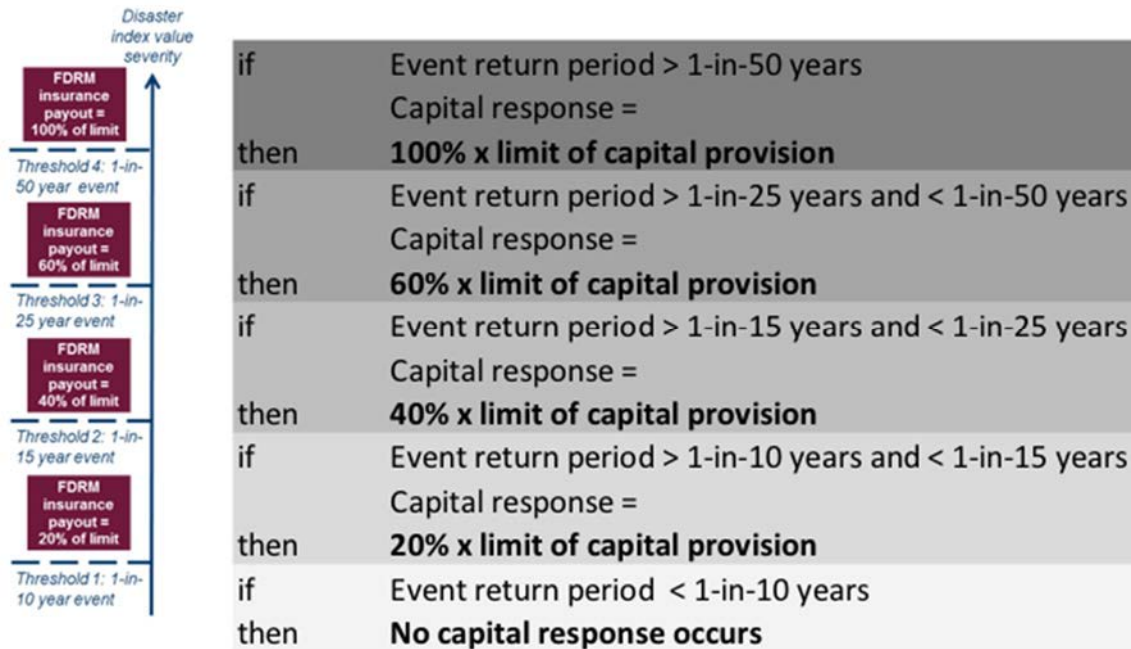 Disaster
index value
severity
FDRM
insurance
payout =
100% of limit
Threshold 4: 1-in-
50 year event
FDRM
insurance
payout =
60% of limit
Threshold 3: 1-in-
25 year event
FDRM
insurance
payout =
40% of limit
Threshold 2: 1-in-
15 year event
FDRM
insurance
payout =
20% of limit
Threshold 1: 1-in-
10 year event
if Event return period > 1-in-50 years
Capital response =
then 100% x limit of capital provision
if Event return period > 1-in-25 years and < 1-in-50 years
Capital response =
then 60% x limit of capital provision
if Event return period > 1-in-15 years and < 1-in-25 years
Capital response =
then 40% x limit of capital provision
if Event return period > 1-in-10 years and < 1-in-15 years
Capital response =
then 20% x limit of capital provision
if Event return period < 1-in-10 years
then No capital response occurs